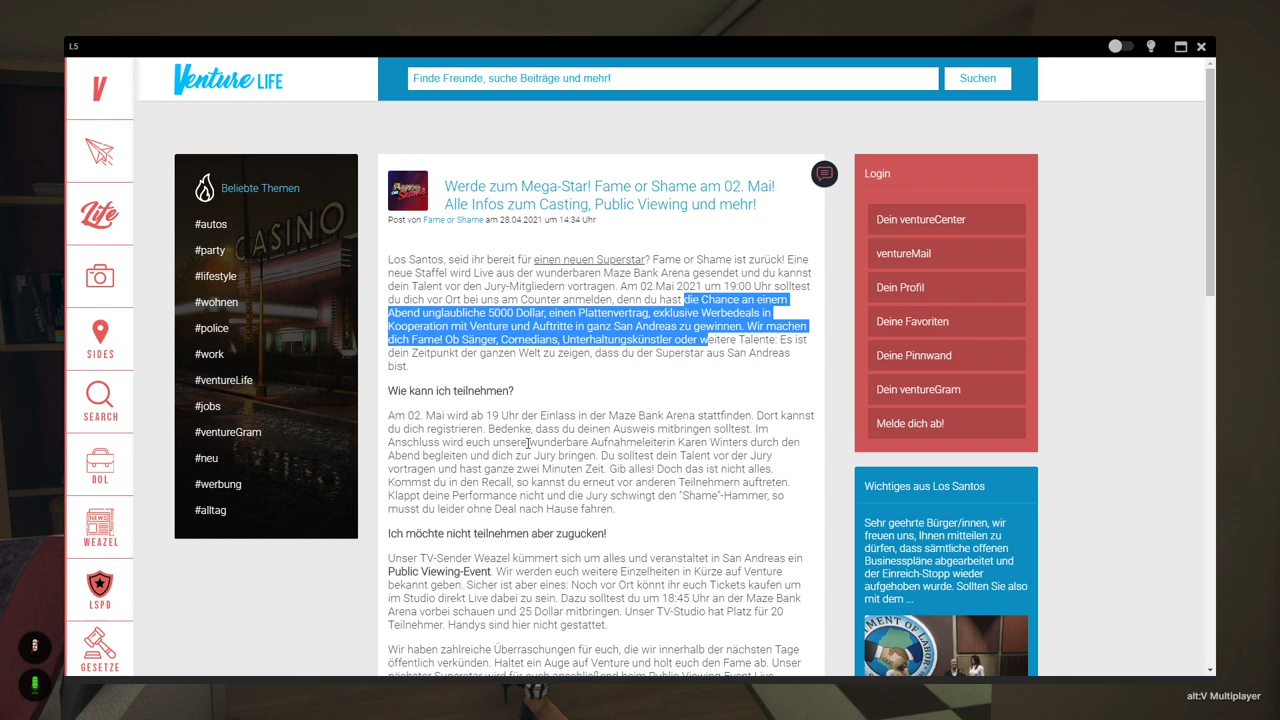 L5
Venture LIFE
Finde Freunde, suche Beiträge und mehr!
Suchen
V
Life
SIDES
SEARCH
DOL
NEWS
WEAZEL
LSPD
GESETZE
Beliebte Themen
#autos
#party
#lifestyle
#wohnen
#police
#work
#ventureLife
#jobs
#ventureGram
#neu
#werbung
#alltag
CASINO
Werde zum Mega-Star! Fame or Shame am 02. Mai!
Alle Infos zum Casting, Public Viewing und mehr!
Post von Fame or Shame am 28.04.2021 um 14:34 Uhr
Los Santos, seid ihr bereit für einen neuen Superstar? Fame or Shame ist zurück! Eine
neue Staffel wird Live aus der wunderbaren Maze Bank Arena gesendet und du kannst
dein Talent vor den Jury-Mitgliedern vortragen. Am 02.Mai 2021 um 19:00 Uhr solltest
du dich vor Ort bei uns am Counter anmelden, denn du hast die Chance an einem
Abend unglaubliche 5000 Dollar, einen Plattenvertrag, exklusive Werbedeals in
Kooperation mit Venture und Auftritte in ganz San Andreas zu gewinnen. Wir machen
dich Fame! Ob Sänger, Comedians, Unterhaltungskünstler oder weitere Talente: Es ist
dein Zeitpunkt der ganzen Welt zu zeigen, dass du der Superstar aus San Andreas
bist.
Wie kann ich teilnehmen?
Am 02. Mai wird ab 19 Uhr der Einlass in der Maze Bank Arena stattfinden. Dort kannst
du dich registrieren. Bedenke, dass du deinen Ausweis mitbringen solltest. Im
Anschluss wird euch unsere wunderbare Aufnahmeleiterin Karen Winters durch den
Abend begleiten und dich zur Jury bringen. Du solltest dein Talent vor der Jury
vortragen und hast ganze zwei Minuten Zeit. Gib alles! Doch das ist nicht alles.
Kommst du in den Recall, so kannst du erneut vor anderen Teilnehmern auftreten.
Klappt deine Performance nicht und die Jury schwingt den "Shame"-Hammer, so
musst du leider ohne Deal nach Hause fahren.
Ich möchte nicht teilnehmen aber zugucken!
Unser TV-Sender Weazel kümmert sich um alles und veranstaltet in San Andreas ein
Public Viewing-Event. Wir werden euch weitere Einzelheiten in Kürze auf Venture
bekannt geben. Sicher ist aber eines: Noch vor Ort könnt ihr euch Tickets kaufen um
im Studio direkt Live dabei zu sein. Dazu solltest du um 18:45 Uhr an der Maze Bank
Arena vorbei schauen und 25 Dollar mitbringen. Unser TV-Studio hat Platz für 20
Teilnehmer. Handys sind hier nicht gestattet.
Wir haben zahlreiche Überraschungen für euch, die wir innerhalb der nächsten Tage
öffentlich verkünden. Haltet ein Auge auf Venture und holt euch den Fame ab. Unser
nächster Superstar wird für euch anschließend beim Public Viewing Event Live
Login
Dein ventureCenter
ventureMail
Dein Profil
Deine Favoriten
Deine Pinnwand
Dein ventureGram
Melde dich ab!
Wichtiges aus Los Santos
Sehr geehrte Bürger/innen, wir
freuen uns, Ihnen mitteilen zu
dürfen, dass sämtliche offenen
Businesspläne abgearbeitet und
der Einreich-Stopp wieder
aufgehoben wurde. Sollten Sie also
mit dem ...
MENT OF LABOR
alt:V Multiplayer